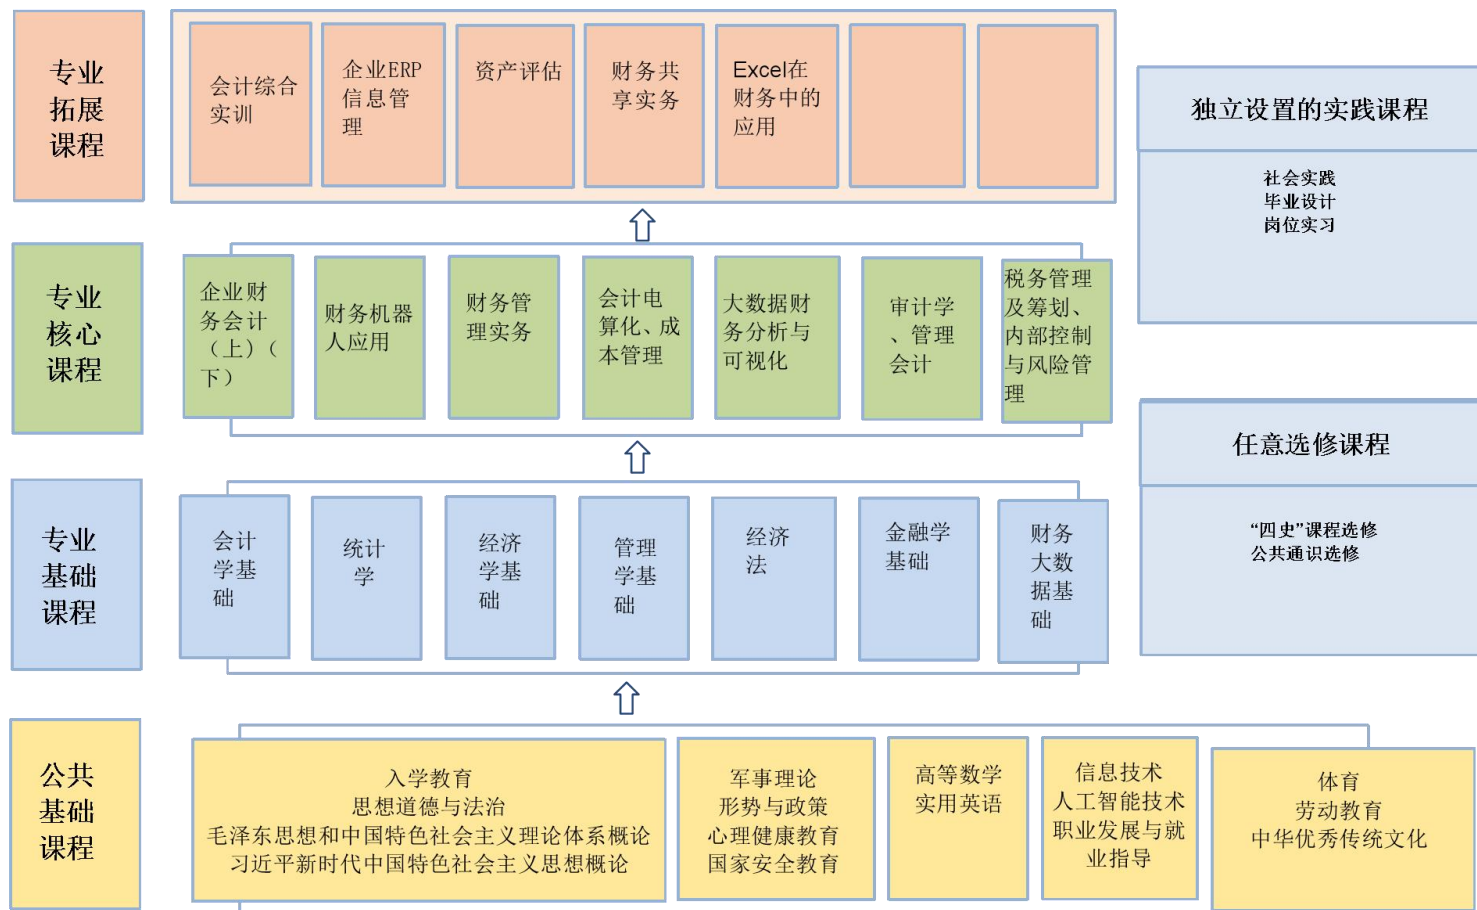 专业
拓展
课程
会计综合
实训
企业ERP
信息管
理
资产评估
财务共
享实务
Excel在
财务中的
应用
独立设置的实践课程
社会实践
毕业设计
岗位实习
专业
核心
课程
企业财
务会计
（上）（
下）
财务机器
人应用
财务管
理实务
会计电
算化、成
本管理
大数据财
务分析与
可视化
审计学
、管理
会计
税务管理
及筹划、
内部控制
与风险管
理
任意选修课程
“四史”课程选修
公共通识选修
专业
基础
课程
会计
学基
础
统计
学
经济
学基
础
管理
学基
础
经济
法
金融学
基础
财务
大数
据基
础
公共
基础
课程
入学教育
思想道德与法治
毛泽东思想和中国特色社会主义理论体系概论
习近平新时代中国特色社会主义思想概论
军事理论
形势与政策
心理健康教育
国家安全教育
高等数学
实用英语
信息技术
人工智能技术
职业发展与就
业指导
体育
劳动教育
中华优秀传统文化